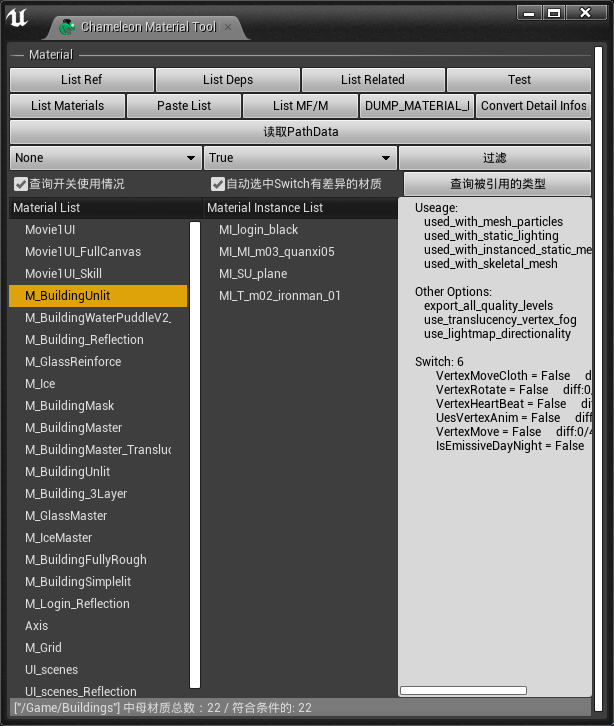 Chameleon Material Tool
Material
List Ref List Deps List Related Test
List Materials Paste List List MF/M DUMP_MATERIAL_ Convert Detail Infos
读取PathData
None True 过滤
查询开关使用情况 自动选中Switch有差异的材质 查询被引用的类型
Material List
Movie1UI
Movie1UI_FullCanvas
Movie1UI_Skill
M_BuildingUnlit
M_BuildingWaterPuddleV2_
M_Building_Reflection
M_GlassReinforce
M_Ice
M_BuildingMask
M_BuildingMaster
M_BuildingMaster_Transluc
M_BuildingUnlit
M_Building_3Layer
M_GlassMaster
M_IceMaster
M_BuildingFullyRough
M_BuildingSimplelit
M_Login_Reflection
Axis
M_Grid
UI_scenes
UI_scenes_Reflection
Material Instance List
MI_login_black
MI_MI_m03_quanxi05
MI_SU_plane
MI_T_m02_ironman_01
Useage:
used_with_mesh_particles
used_with_static_lighting
used_with_instanced_static_me
used_with_skeletal_mesh
Other Options:
export_all_quality_levels
use_translucency_vertex_fog
use_lightmap_directionality
Switch: 6
VertexMoveCloth = False d
VertexRotate = False diff:0/
VertexHeartBeat = False di
UesVertexAnim = False diff
VertexMove = False diff:0/4
IsEmissiveDayNight = False
["/Game/Buildings"] 中母材质总数：22 / 符合条件的: 22